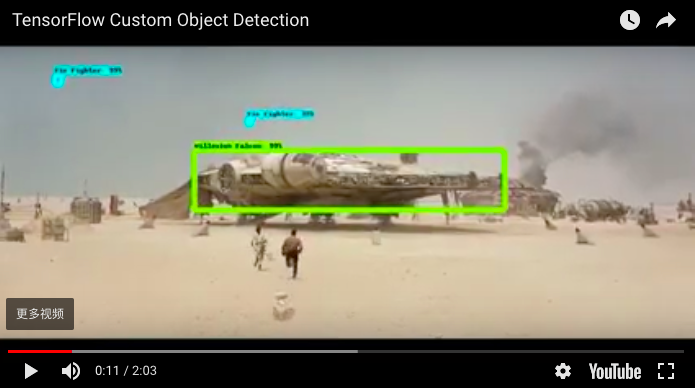 TensorFlow Custom Object Detection
Tie Fighter: 99%
Tie Fighter: 99%
Millenium Falcon: 99%
更多视频
0:11 / 2:03
YouTube